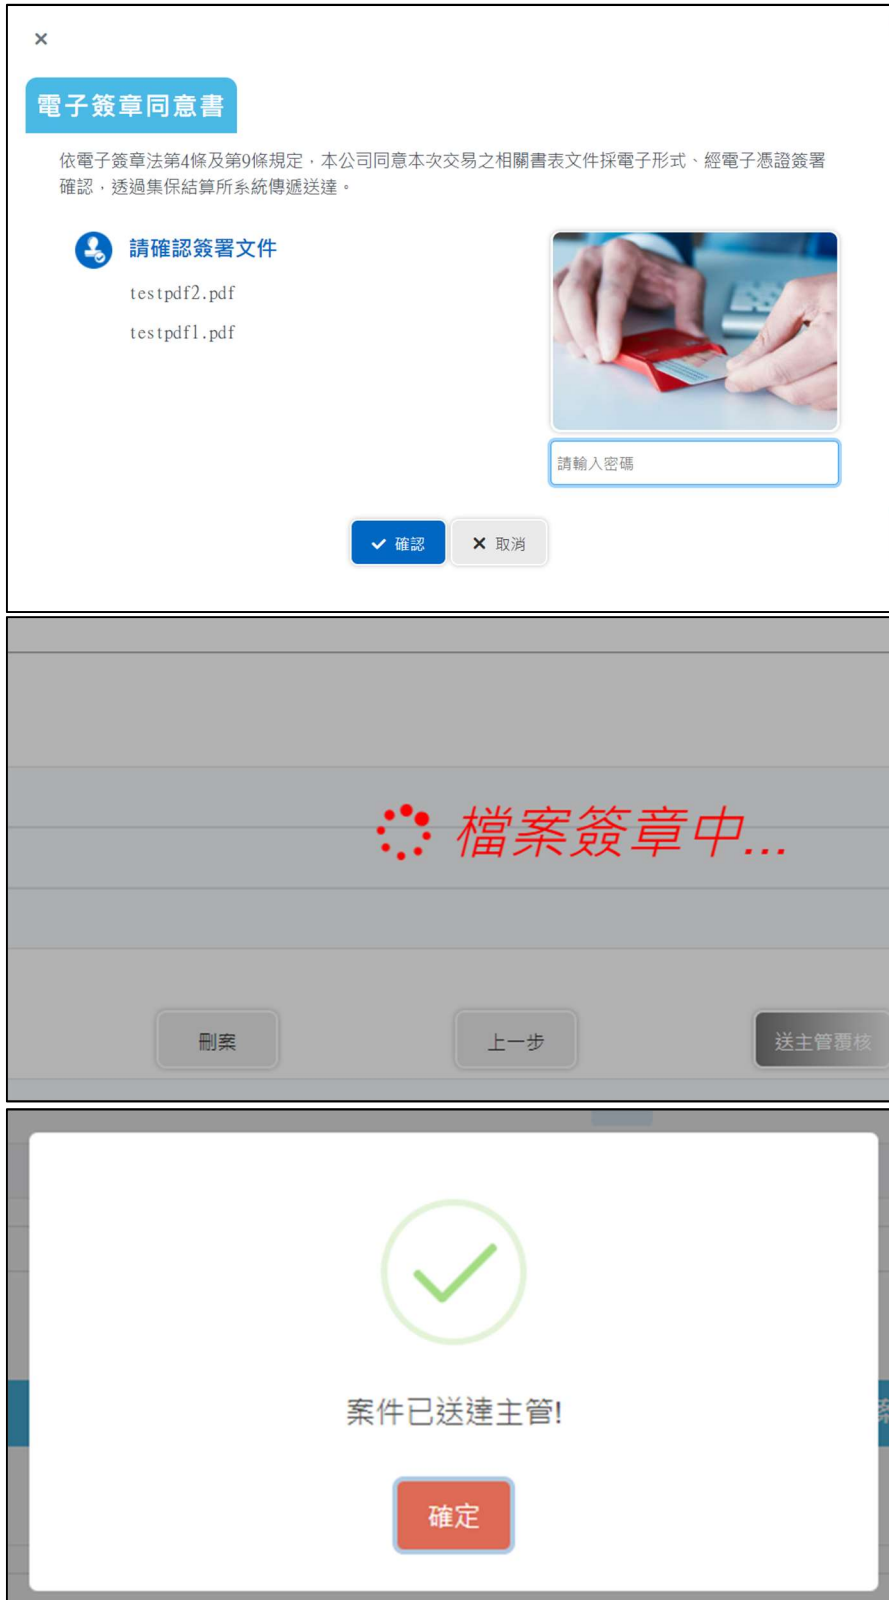 ×
電子簽章同意書
依電子簽章法第4條及第9條規定，本公司同意本次交易之相關書表文件採電子形式、經電子憑證簽署
確認，透過集保結算所系統傳遞送達。
請確認簽署文件
testpdf2.pdf
testpdf1.pdf
請輸入密碼
確認
取消
檔案簽章中...
刪案
上一步
送主管覆核
案件已送達主管!
確定